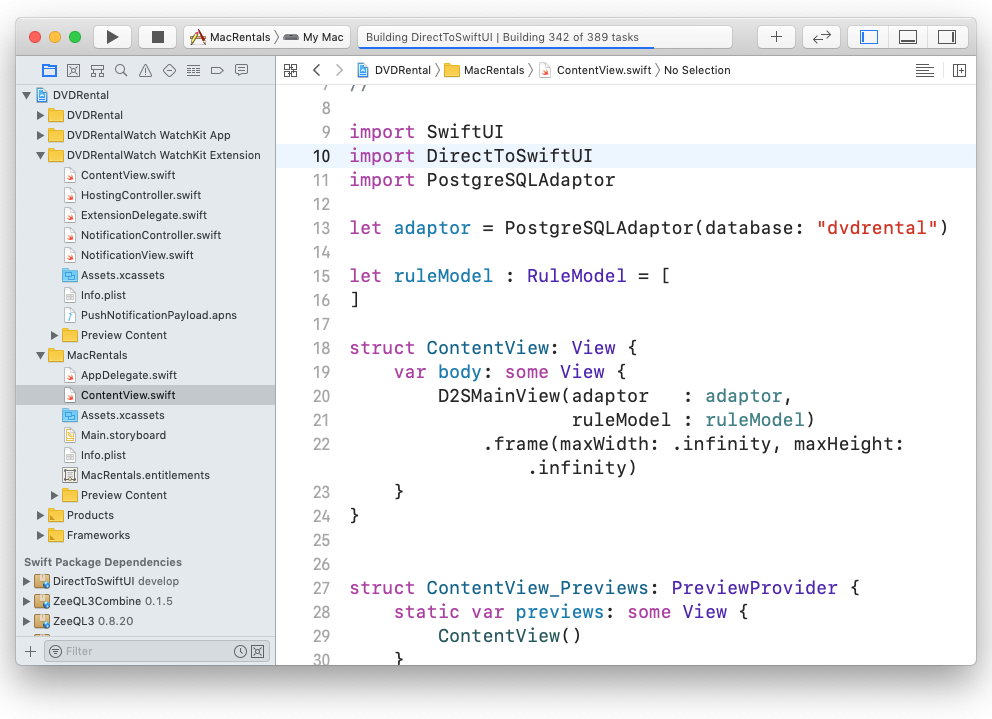 MacRentals 〉 My Mac
Building DirectToSwiftUI | Building 342 of 389 tasks
DVDRental 〉 MacRentals 〉 ContentView.swift 〉 No Selection
DVDRental
DVDRental
DVDRentalWatch WatchKit App
DVDRentalWatch WatchKit Extension
ContentView.swift
HostingController.swift
ExtensionDelegate.swift
NotificationController.swift
NotificationView.swift
Assets.xcassets
Info.plist
PushNotificationPayload.apns
Preview Content
MacRentals
AppDelegate.swift
ContentView.swift
Assets.xcassets
Main.storyboard
Info.plist
MacRentals.entitlements
Preview Content
Products
Frameworks
Swift Package Dependencies
DirectToSwiftUI develop
ZeeQL3Combine 0.1.5
ZeeQL3 0.8.20
Filter
7 //
8
9 import SwiftUI
10 import DirectToSwiftUI
11 import PostgreSQLAdaptor
12
13 let adaptor = PostgreSQLAdaptor(database: "dvdrental")
14
15 let ruleModel : RuleModel = [
16 ]
17
18 struct ContentView: View {
19 var body: some View {
20 D2SMainView(adaptor : adaptor,
21 ruleModel : ruleModel)
22 .frame(maxWidth: .infinity, maxHeight:
.infinity)
23 }
24 }
25
26
27 struct ContentView_Previews: PreviewProvider {
28 static var previews: some View {
29 ContentView()
30 }